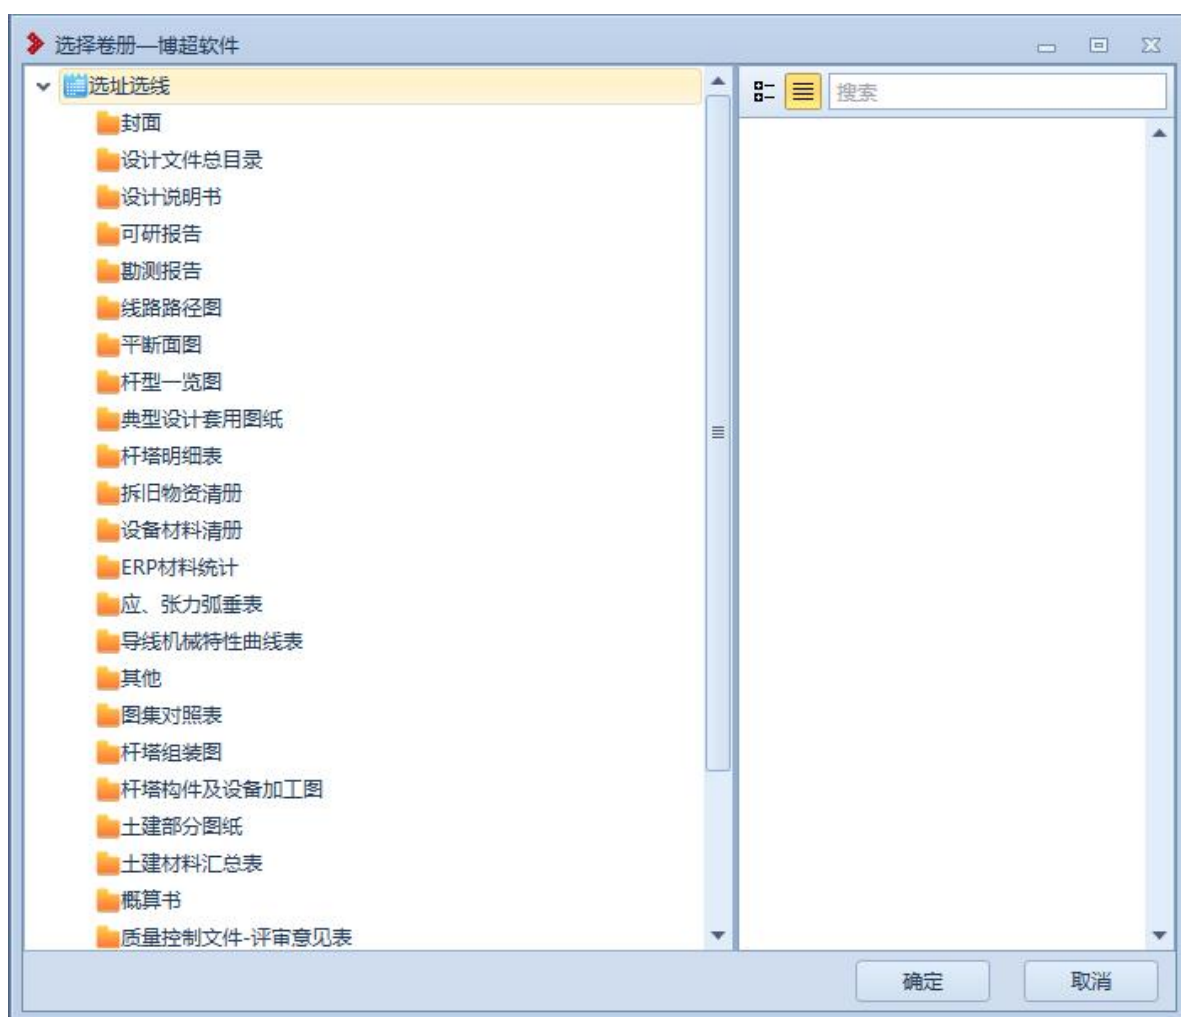 选择卷册—博超软件
选址选线
搜索
封面
设计文件总目录
设计说明书
可研报告
勘测报告
线路路径图
平断面图
杆型一览图
典型设计套用图纸
杆塔明细表
拆旧物资清册
设备材料清册
ERP材料统计
应、张力弧垂表
导线机械特性曲线表
其他
图集对照表
杆塔组装图
杆塔构件及设备加工图
土建部分图纸
土建材料汇总表
概算书
质量控制文件-评审意见表
确定
取消